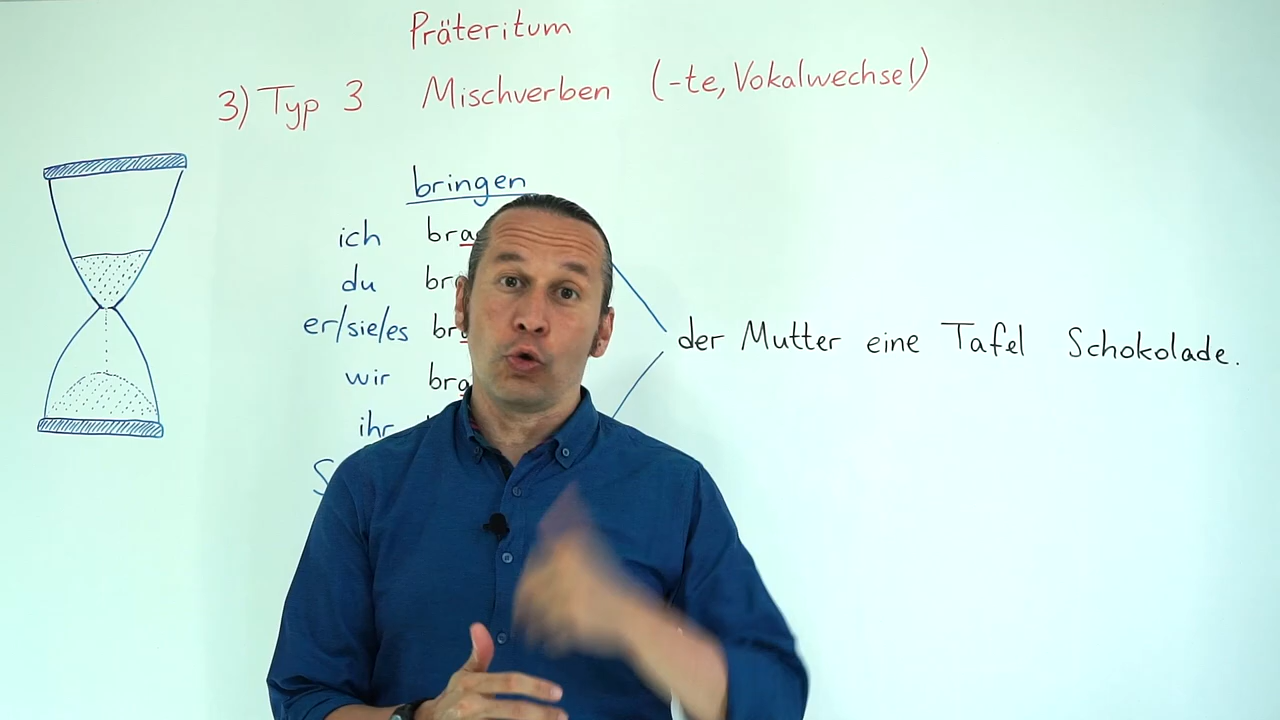 Präteritum
3) Typ 3 Mischverben (-te, Vokalwechsel)
bringen
ich
du
er/sie/es
der Mutter eine Tafel Schokolade.
wir
ihr